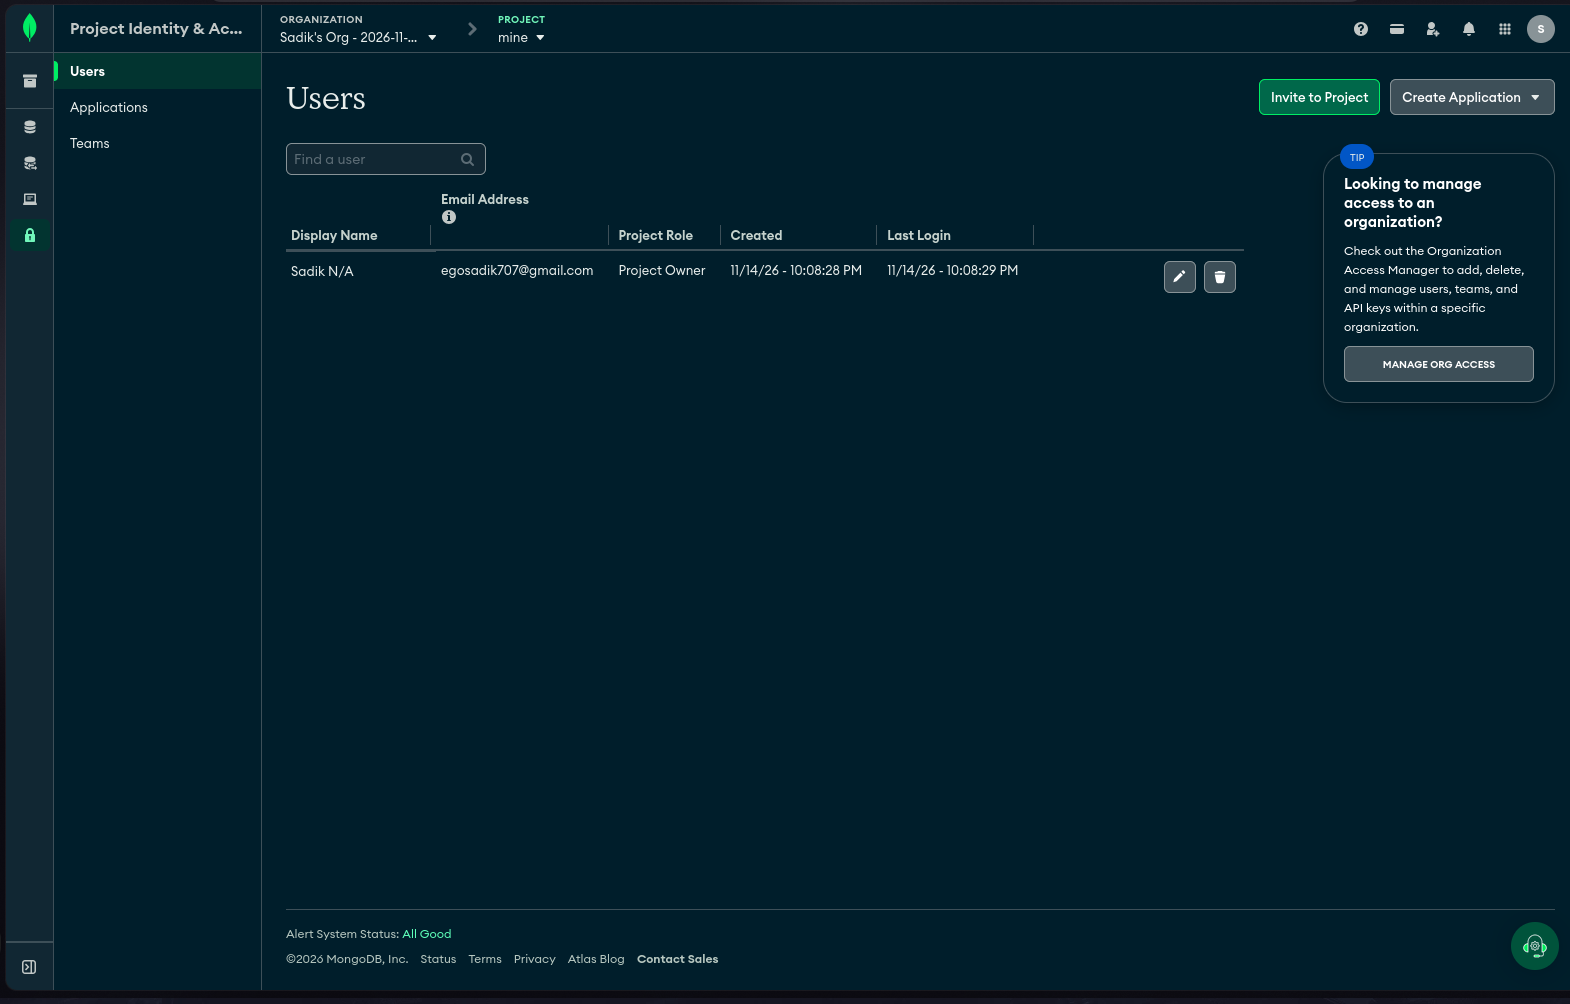 Project Identity & Ac...
ORGANIZATION
Sadik's Org - 2026-11-...
PROJECT
mine
S
Users
Applications
Teams
Users
Invite to Project
Create Application
Find a user
Display Name
Email Address
Project Role
Created
Last Login
Sadik N/A
egosadik707@gmail.com
Project Owner
11/14/26 - 10:08:28 PM
11/14/26 - 10:08:29 PM
TIP
Looking to manage
access to an
organization?
Check out the Organization
Access Manager to add, delete,
and manage users, teams, and
API keys within a specific
organization.
MANAGE ORG ACCESS
Alert System Status: All Good
©2026 MongoDB, Inc. Status Terms Privacy Atlas Blog Contact Sales